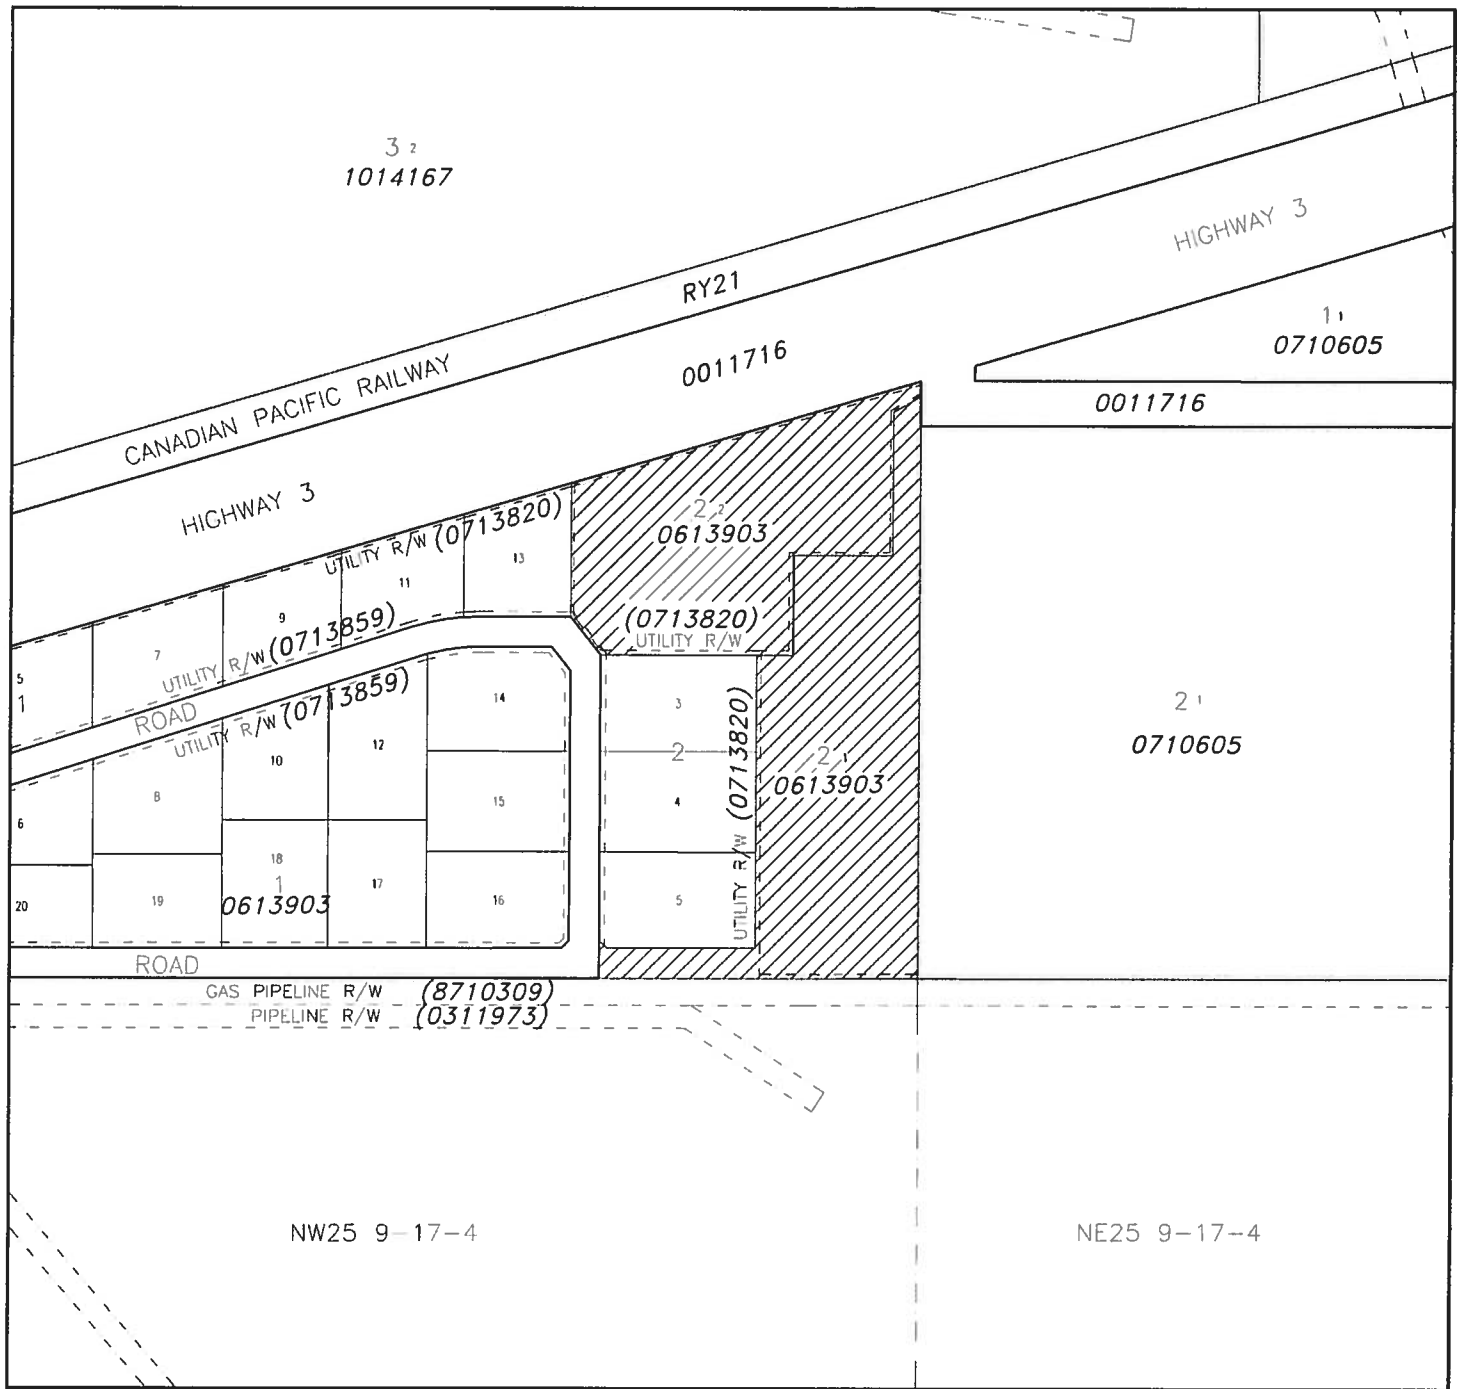 3 2
1014167
HIGHWAY 3
RY21
1 1
0710605
0011716
CANADIAN PACIFIC RAILWAY
0011716
HIGHWAY 3
2 2
0613903
UTILITY R/W (0713820)
13
11
9
7
5
1
(0713820)
UTILITY R/W
UTILITY R/W (0713859)
ROAD
UTILITY R/W (0713859)
14
12
10
8
6
3
2
4
5
UTILITY R/W (0713820)
2 1
0613903
2 1
0710605
15
18
1
0613903
17
16
19
20
ROAD
GAS PIPELINE R/W (8710309)
PIPELINE R/W (0311973)
NW25 9-17-4
NE25 9-17-4